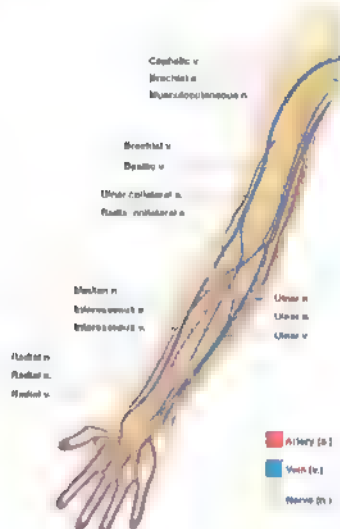 Cephalic v.
Brachial a.
Musculocutaneous n.
Brachial v.
Basilic v.
Ulnar collateral a.
Radial collateral a.
Median n.
Interosseous a.
Interosseous v.
Ulnar n.
Ulnar a.
Ulnar v.
Radial n.
Radial a.
Radial v.
Artery (a.)
Vein (v.)
Nerve (n.)